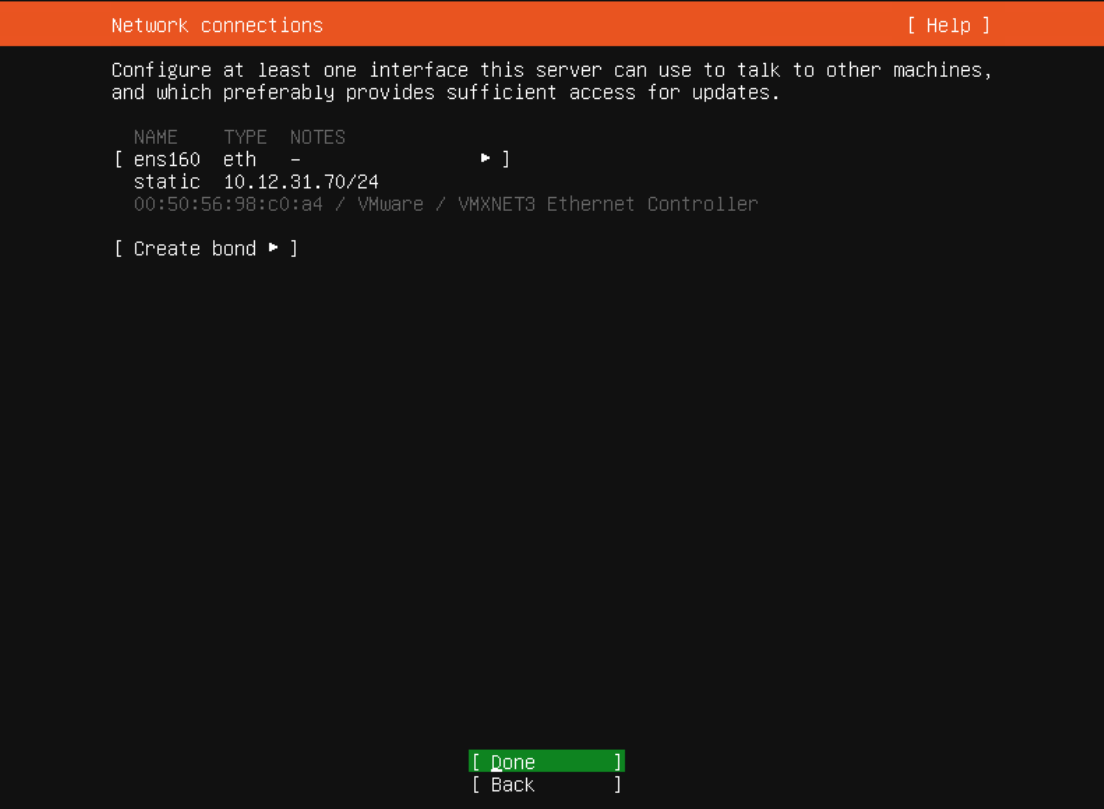 Network connections [ Help ]
Configure at least one interface this server can use to talk to other machines,
and which preferably provides sufficient access for updates.
NAME TYPE NOTES
[ ens160 eth – ▸ ]
static 10.12.31.70/24
00:50:56:98:c0:a4 / VMware / VMXNET3 Ethernet Controller
[ Create bond ▸ ]
[ Done ]
[ Back ]